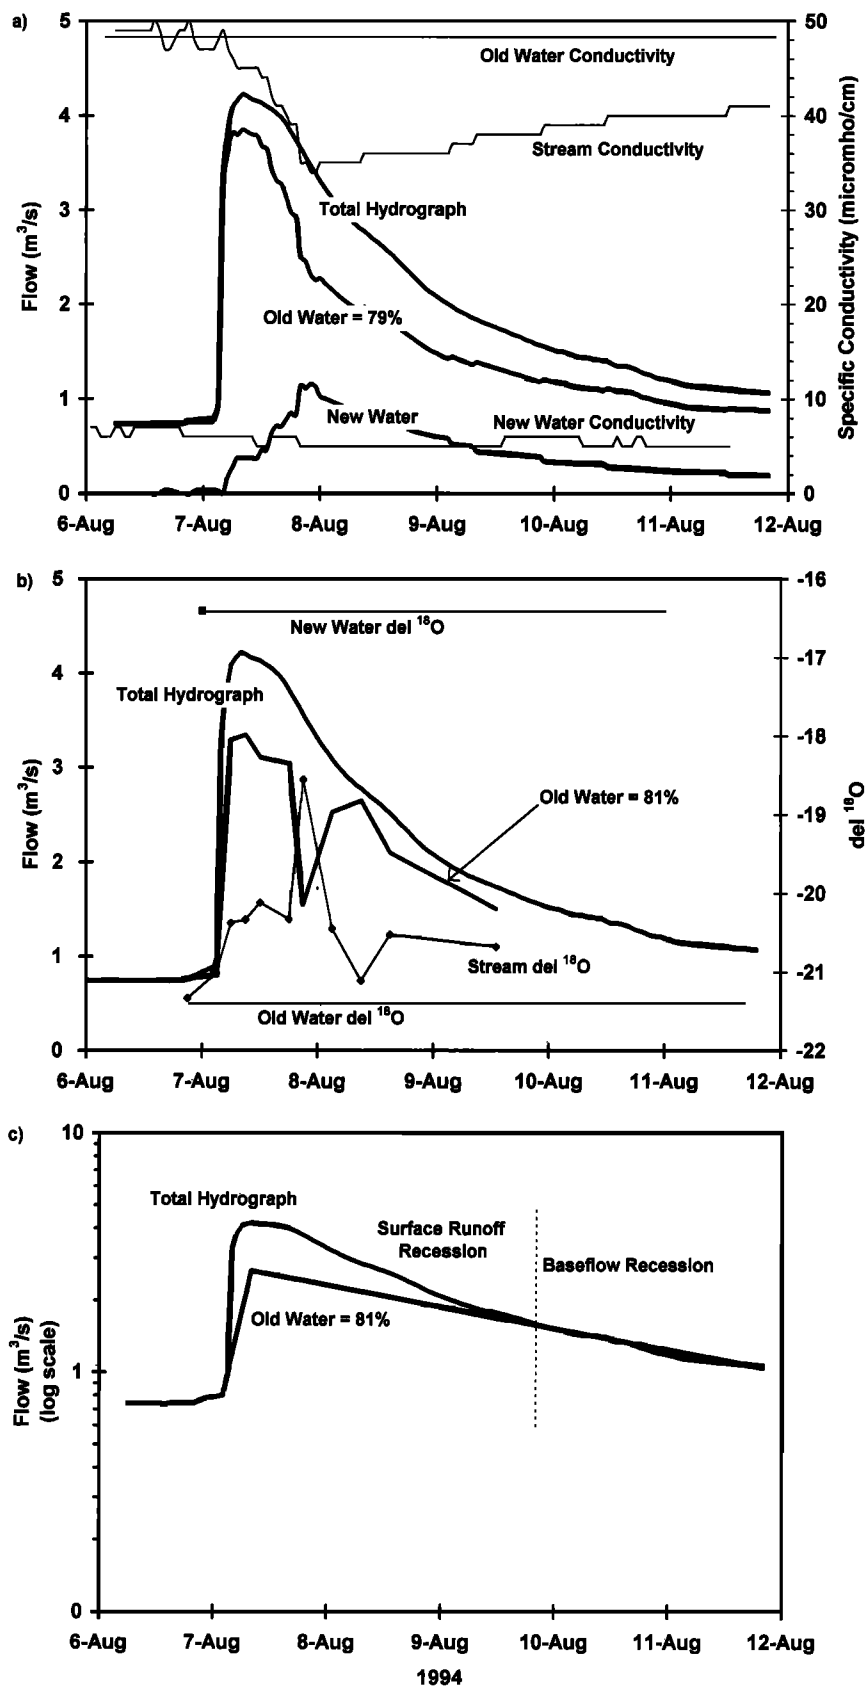 a)
5
4
3
2
1
0
Flow (m³/s)
50
40
30
20
10
0
Specific Conductivity (micromho/cm)
Old Water Conductivity
Stream Conductivity
Total Hydrograph
Old Water = 79%
New Water
New Water Conductivity
6-Aug 7-Aug 8-Aug 9-Aug 10-Aug 11-Aug 12-Aug
b)
5
4
3
2
1
0
Flow (m³/s)
-16
-17
-18
-19
-20
-21
-22
del ¹⁸O
New Water del ¹⁸O
Total Hydrograph
Old Water = 81%
Stream del ¹⁸O
Old Water del ¹⁸O
6-Aug 7-Aug 8-Aug 9-Aug 10-Aug 11-Aug 12-Aug
c)
10
1
0
Flow (m³/s)
(log scale)
Total Hydrograph
Surface Runoff
Recession
Baseflow Recession
Old Water = 81%
6-Aug 7-Aug 8-Aug 9-Aug 10-Aug 11-Aug 12-Aug
1994